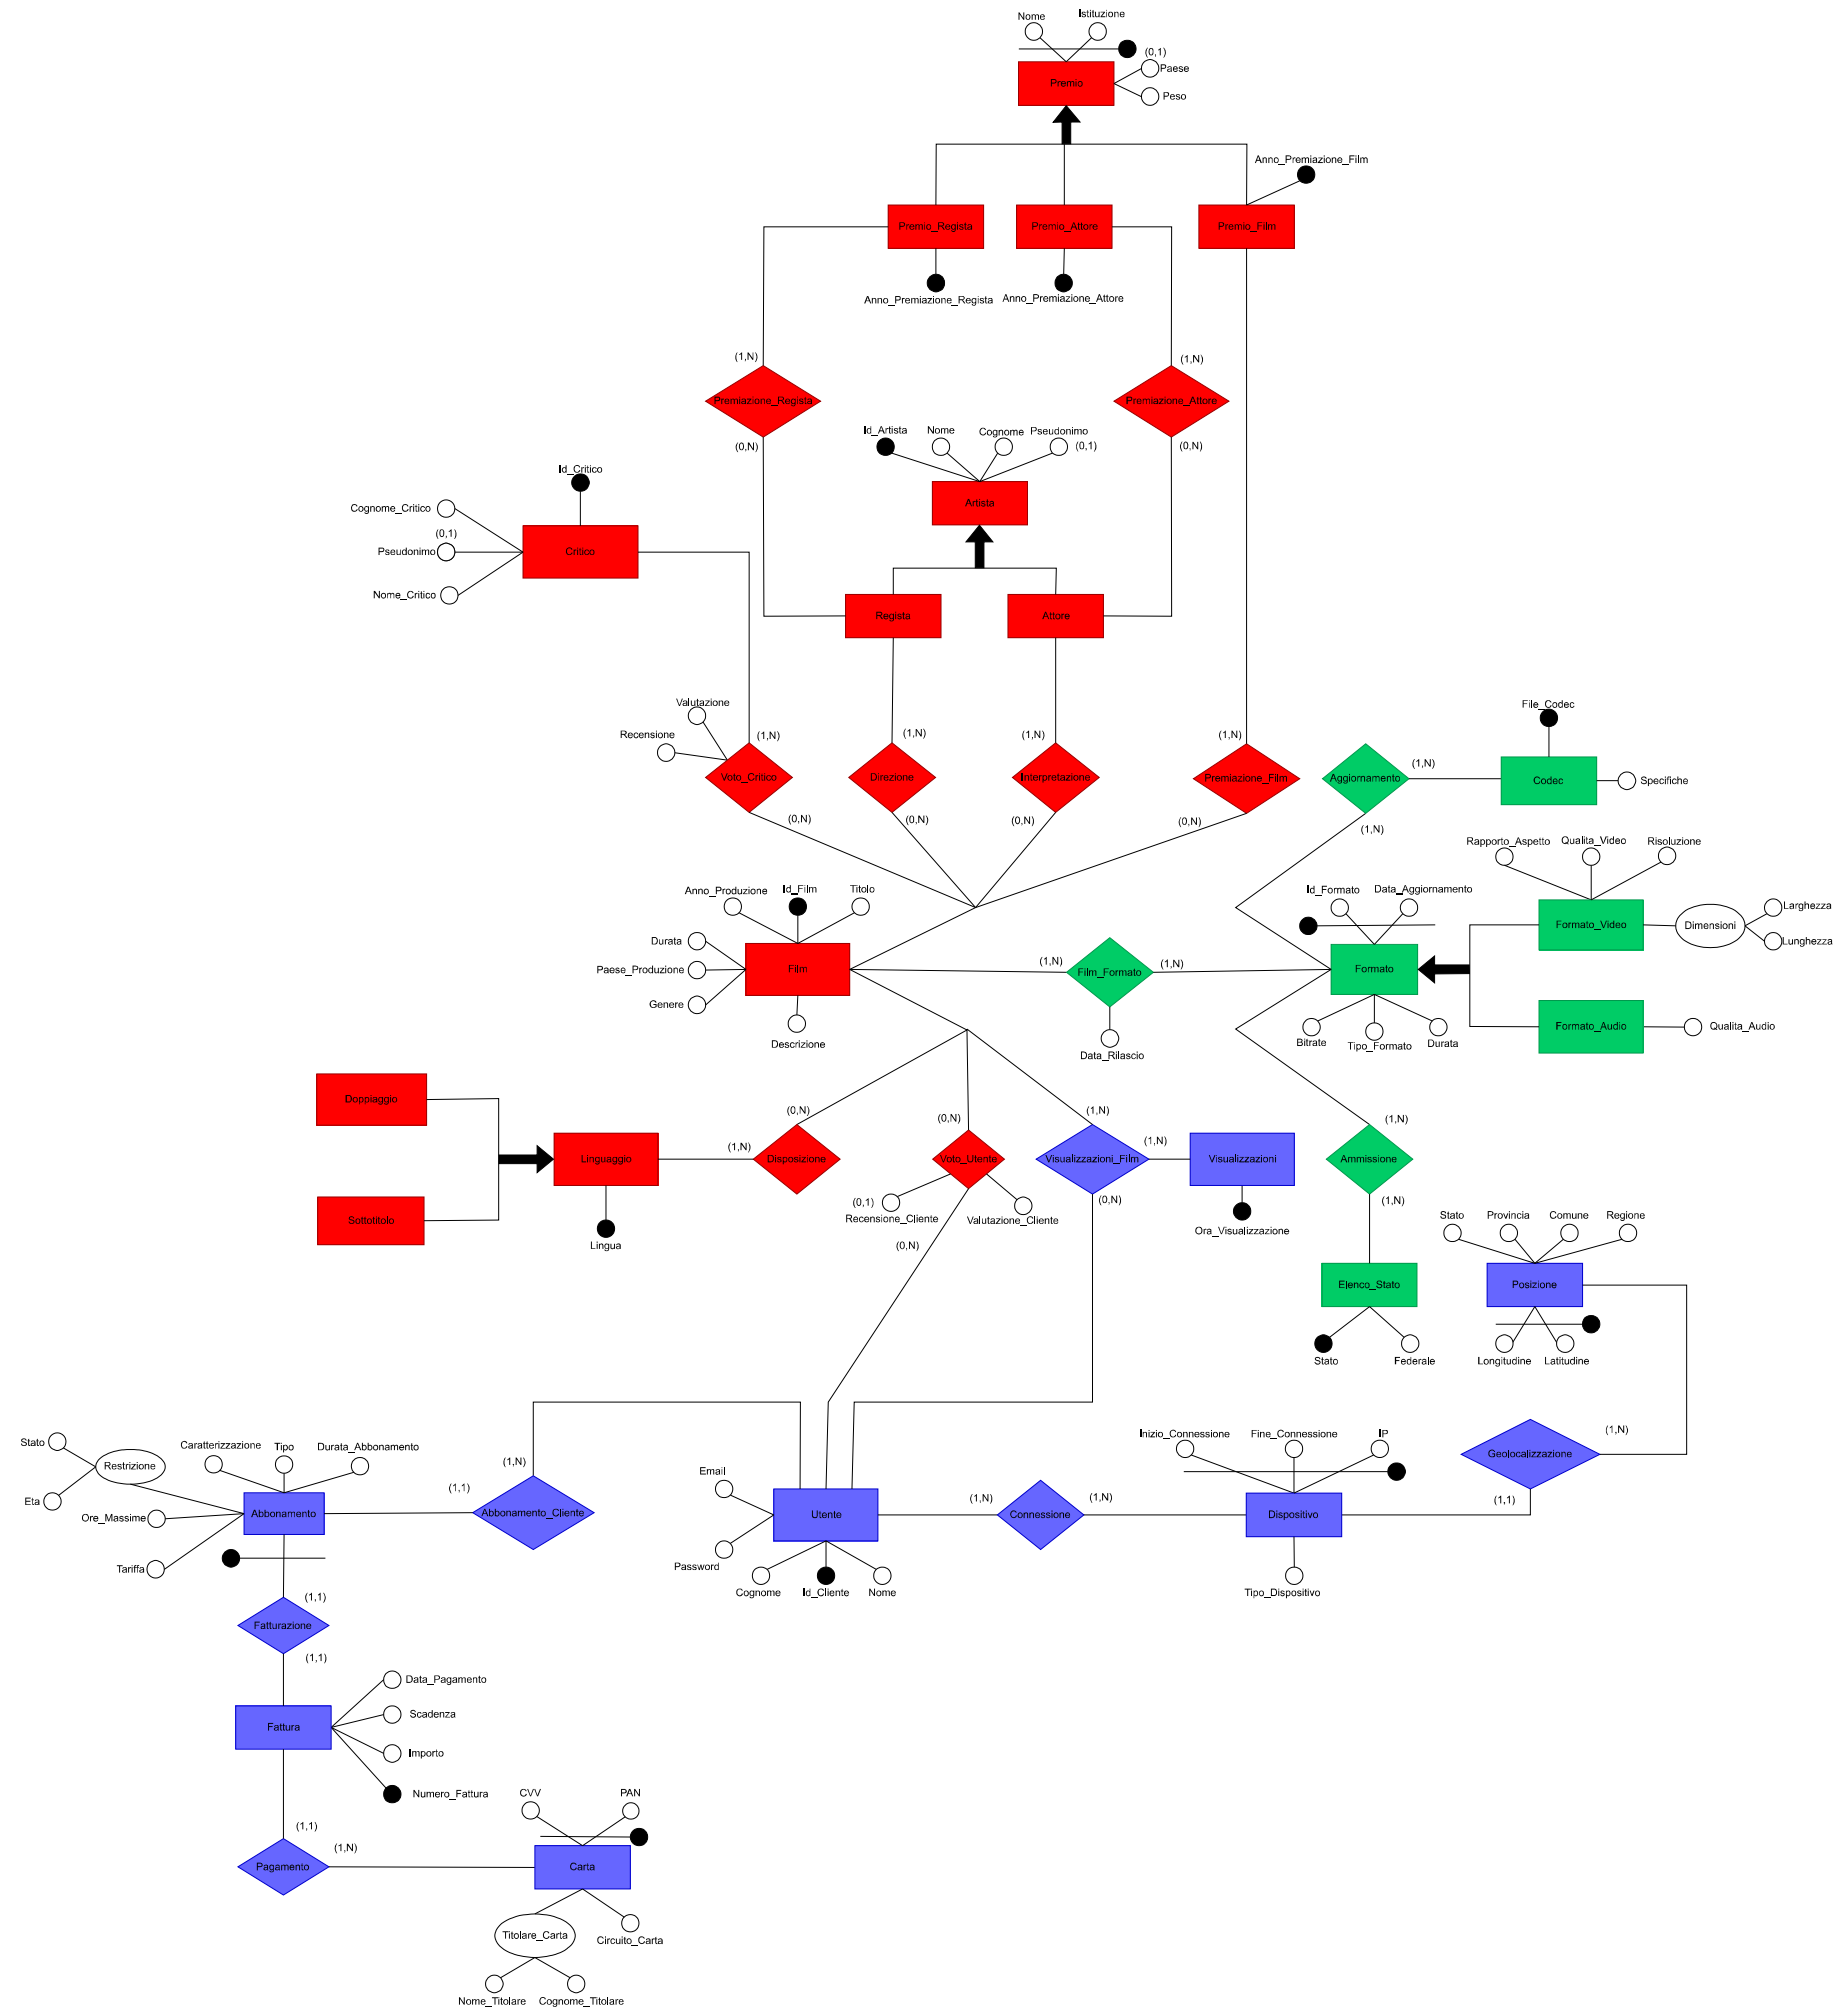 Nome
Istituzione
(0,1)
Paese
Premio
Peso
Anno_Premiazione_Film
Premio_Regista
Premio_Attore
Premio_Film
Anno_Premiazione_Regista
Anno_Premiazione_Attore
(1,N)
(1,N)
Premiazione_Regista
Premiazione_Attore
(0,N)
(0,N)
Id_Artista
Nome
Cognome
Pseudonimo
(0,1)
Artista
Id_Critico
Cognome_Critico
(0,1)
Pseudonimo
Critico
Nome_Critico
Regista
Attore
Valutazione
Recensione
(1,N)
(1,N)
(1,N)
(1,N)
Voto_Critico
Direzione
Interpretazione
Premiazione_Film
(0,N)
(0,N)
(0,N)
(0,N)
File_Codec
(1,N)
Aggiornamento
Codec
Specifiche
(1,N)
Rapporto_Aspetto
Qualita_Video
Risoluzione
Id_Formato
Data_Aggiornamento
Larghezza
Formato_Video
Dimensioni
Lunghezza
Anno_Produzione
Id_Film
Titolo
Durata
Paese_Produzione
Film
Genere
Descrizione
(1,N)
Film_Formato
(1,N)
Data_Rilascio
Formato
Bitrate
Tipo_Formato
Durata
Formato_Audio
Qualita_Audio
Doppiaggio
Linguaggio
Sottotitolo
Lingua
(1,N)
(0,N)
Disposizione
(0,N)
Voto_Utente
(0,1)
Recensione_Cliente
Valutazione_Cliente
(0,N)
(1,N)
Visualizzazioni_Film
(1,N)
(0,N)
Visualizzazioni
Ora_Visualizzazione
(1,N)
Ammissione
(1,N)
Elenco_Stato
Stato
Federale
Stato
Provincia
Comune
Regione
Posizione
Longitudine
Latitudine
(1,N)
Geolocalizzazione
(1,1)
Stato
Restrizione
Eta
Caratterizzazione
Tipo
Durata_Abbonamento
Ore_Massime
Abbonamento
Tariffa
(1,1)
(1,N)
Abbonamento_Cliente
Email
Password
Utente
Cognome
Id_Cliente
Nome
(1,N)
Connessione
(1,N)
Inizio_Connessione
Fine_Connessione
IP
Dispositivo
Tipo_Dispositivo
(1,1)
Fatturazione
(1,1)
Data_Pagamento
Scadenza
Fattura
Importo
Numero_Fattura
(1,1)
Pagamento
(1,N)
CVV
PAN
Carta
Titolare_Carta
Circuito_Carta
Nome_Titolare
Cognome_Titolare